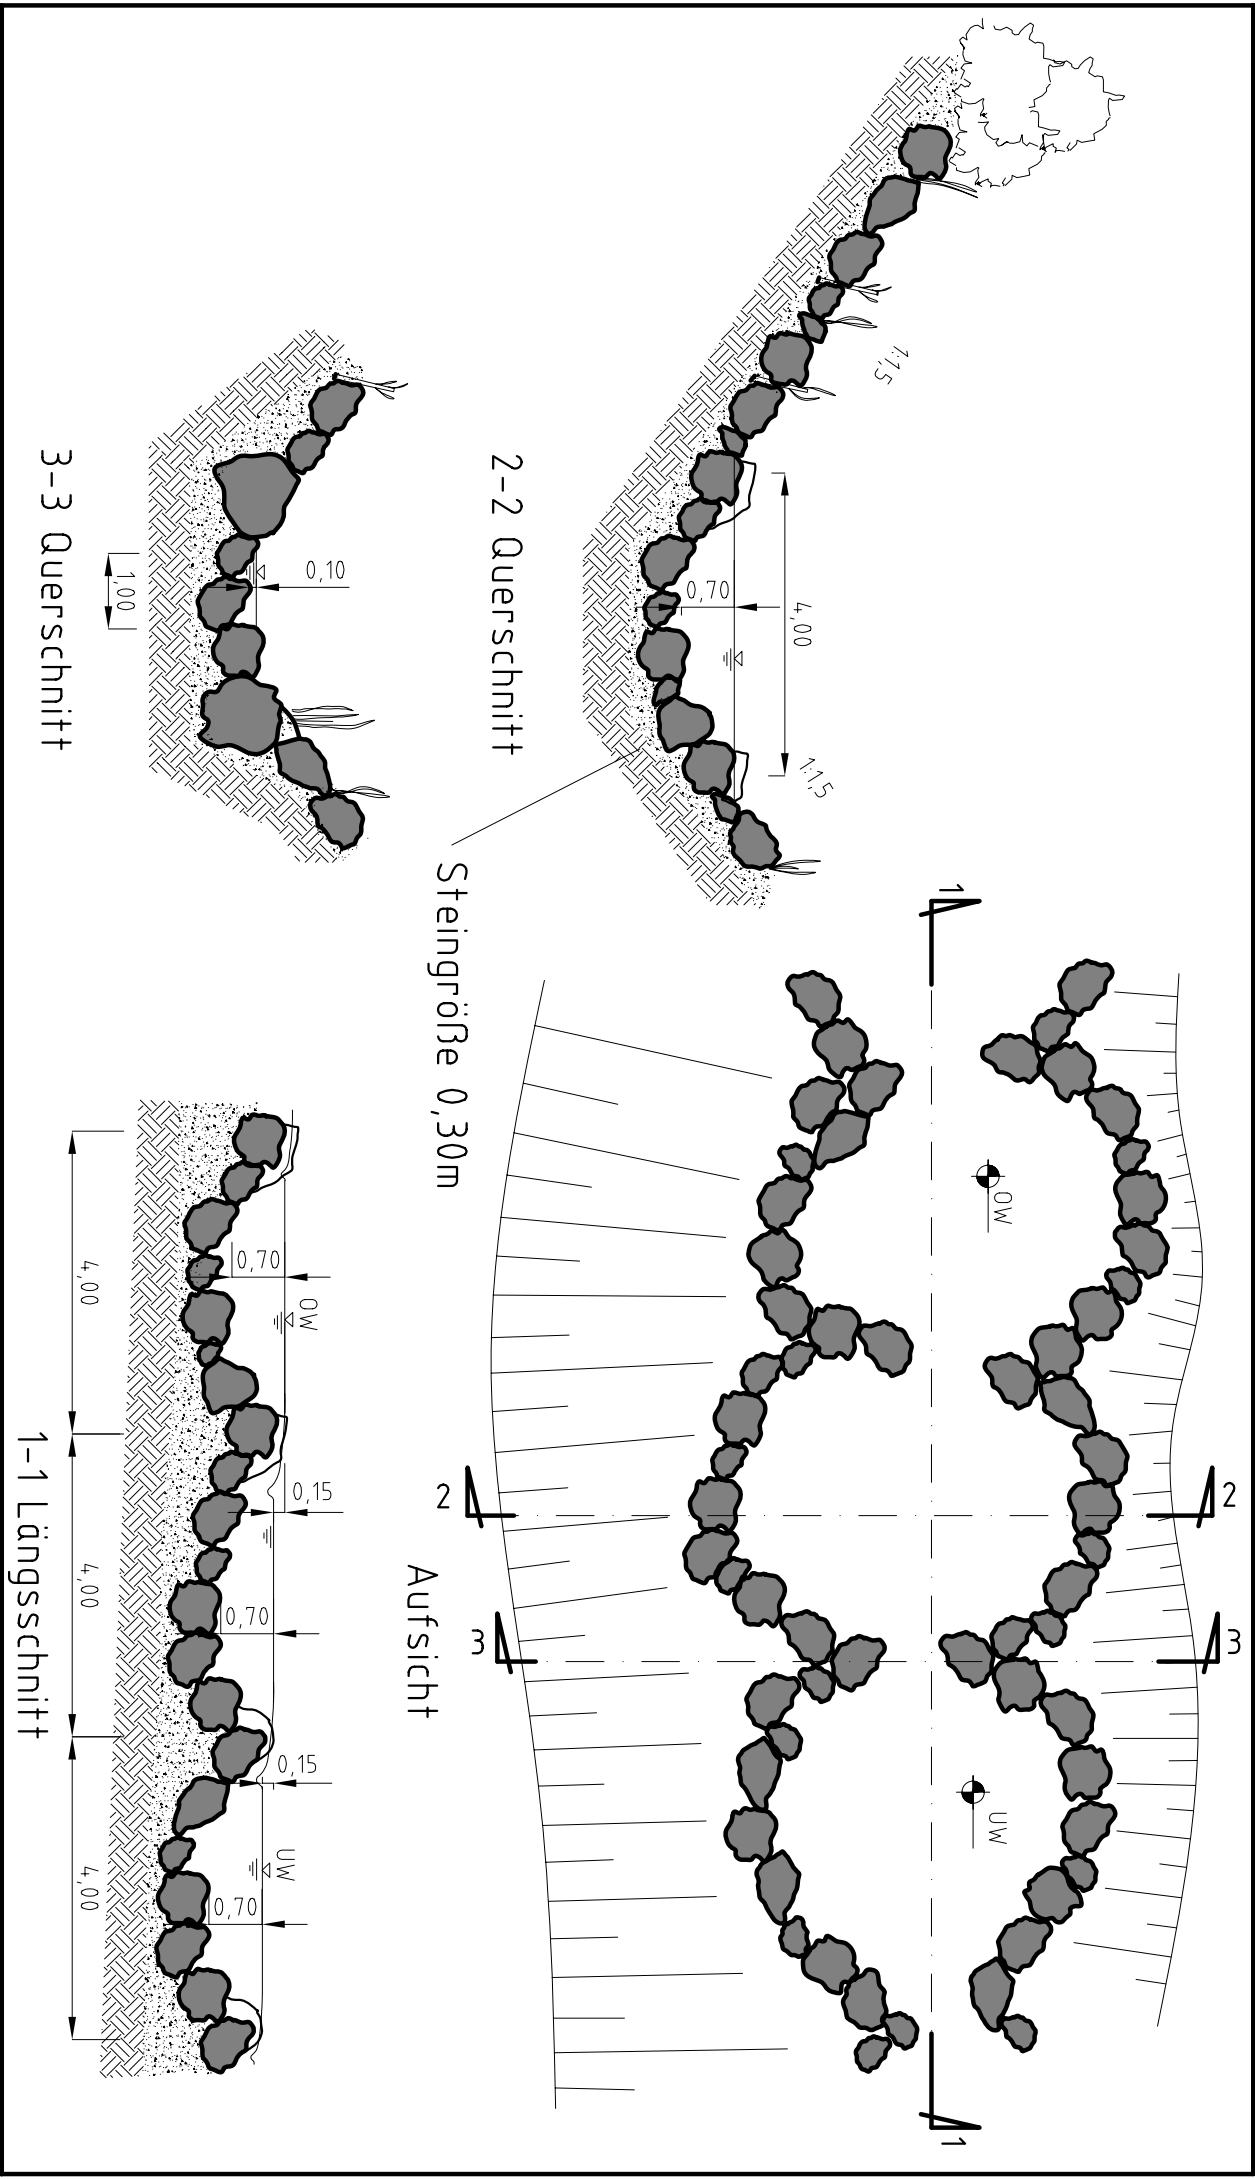 1:1,5
4,00
0,70
1:1,5
2-2 Querschnitt
Steingröße 0,30m
0,10
1,00
3-3 Querschnitt
1
1
OW
UW
2
2
3
3
Aufsicht
OW
0,70
0,15
0,70
0,15
UW
0,70
4,00
4,00
4,00
1-1 Längsschnitt